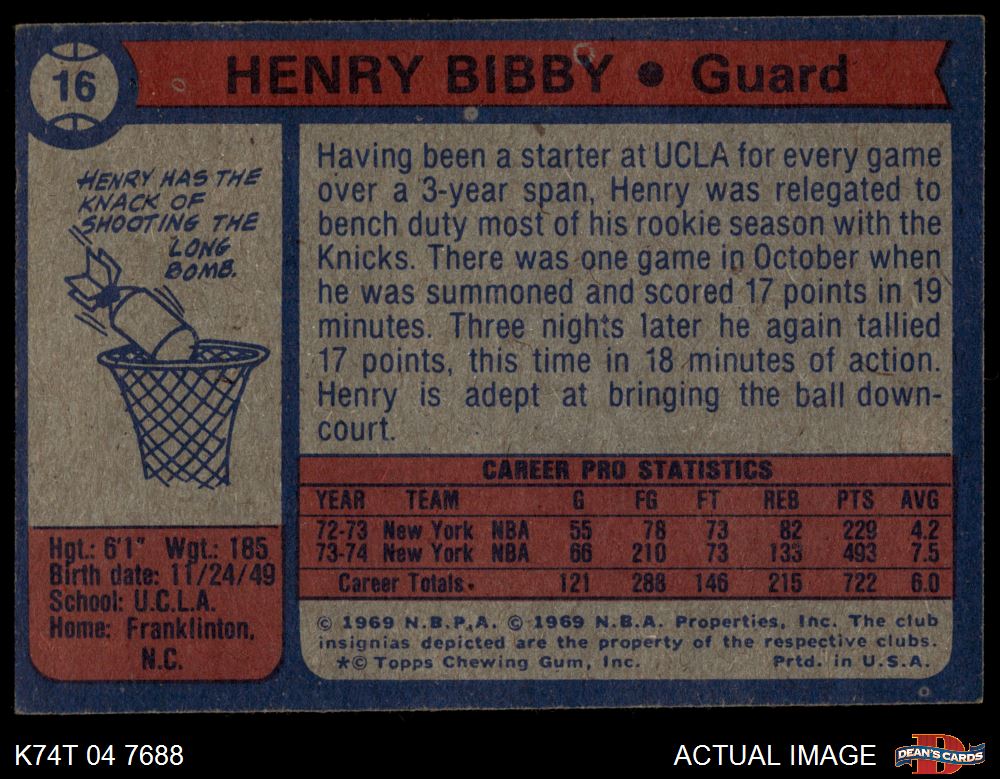 16
HENRY BIBBY • Guard
HENRY HAS THE
KNACK OF
SHOOTING THE
LONG
BOMB.
Hgt.: 6'1" Wgt.: 185
Birth date: 11/24/49
School: U.C.L.A.
Home: Franklinton,
N.C.
Having been a starter at UCLA for every game
over a 3-year span, Henry was relegated to
bench duty most of his rookie season with the
Knicks. There was one game in October when
he was summoned and scored 17 points in 19
minutes. Three nights later he again tallied
17 points, this time in 18 minutes of action.
Henry is adept at bringing the ball down-
court.
CAREER PRO STATISTICS
YEAR TEAM G FG FT REB PTS AVG
72-73 New York NBA 55 78 73 82 229 4.2
73-74 New York NBA 66 210 73 133 493 7.5
Career Totals. 121 288 146 215 722 6.0
© 1969 N.B.P.A. © 1969 N.B.A. Properties, Inc. The club
insignias depicted are the property of the respective clubs.
*© Topps Chewing Gum, Inc. Prtd. in U.S.A.
K74T 04 7688
ACTUAL IMAGE
DEAN'S CARDS